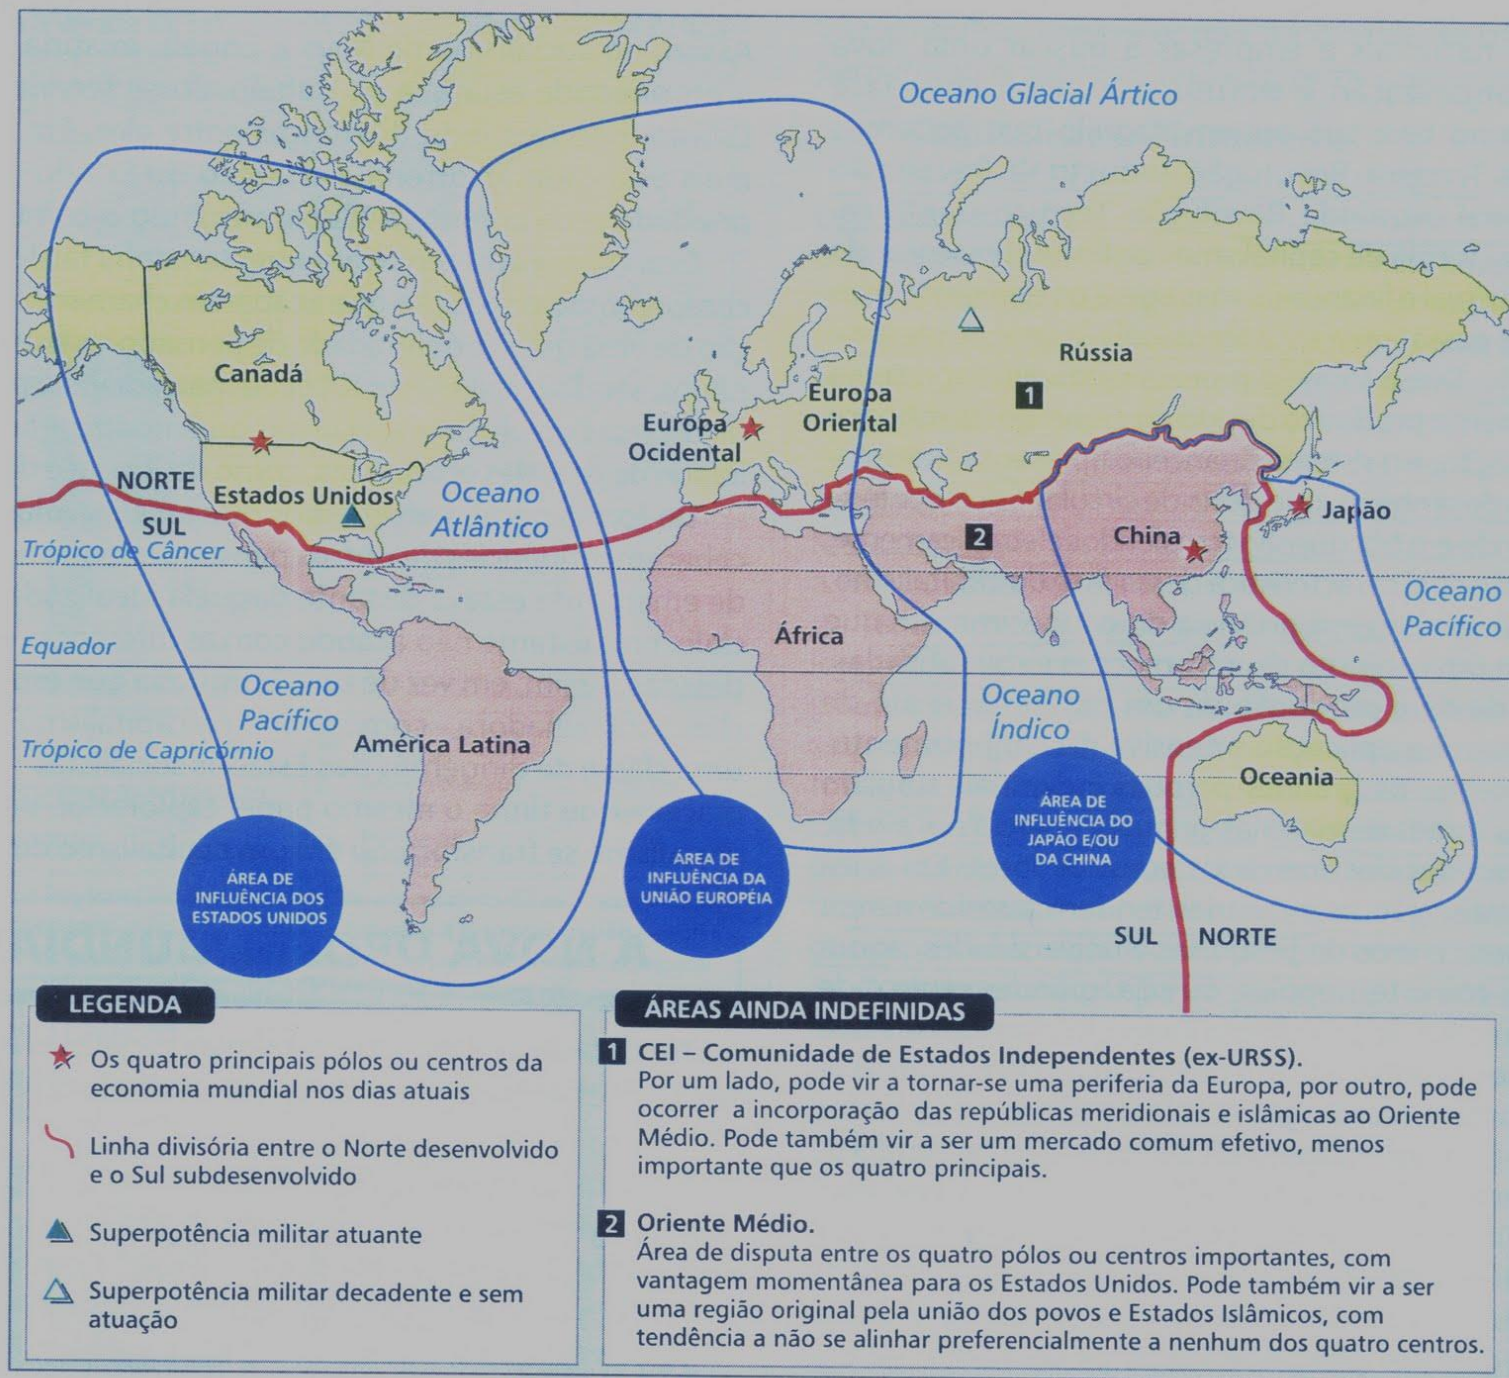 Oceano Glacial Ártico
Canadá
Rússia
1
Europa
Oriental
Europa
Ocidental
NORTE
SUL
Estados Unidos
Oceano
Atlântico
Japão
China
2
Trópico de Câncer
Oceano
Pacífico
África
Equador
Oceano
Pacífico
Oceano
Índico
América Latina
Trópico de Capricórnio
Oceania
ÁREA DE
INFLUÊNCIA DOS
ESTADOS UNIDOS
ÁREA DE
INFLUÊNCIA DA
UNIÃO EUROPÉIA
ÁREA DE
INFLUÊNCIA DO
JAPÃO E/OU
DA CHINA
SUL
NORTE
LEGENDA
Os quatro principais pólos ou centros da
economia mundial nos dias atuais
Linha divisória entre o Norte desenvolvido
e o Sul subdesenvolvido
Superpotência militar atuante
Superpotência militar decadente e sem
atuação
ÁREAS AINDA INDEFINIDAS
1 CEI – Comunidade de Estados Independentes (ex-URSS).
Por um lado, pode vir a tornar-se uma periferia da Europa, por outro, pode
ocorrer a incorporação das repúblicas meridionais e islâmicas ao Oriente
Médio. Pode também vir a ser um mercado comum efetivo, menos
importante que os quatro principais.
2 Oriente Médio.
Área de disputa entre os quatro pólos ou centros importantes, com
vantagem momentânea para os Estados Unidos. Pode também vir a ser
uma região original pela união dos povos e Estados Islâmicos, com
tendência a não se alinhar preferencialmente a nenhum dos quatro centros.